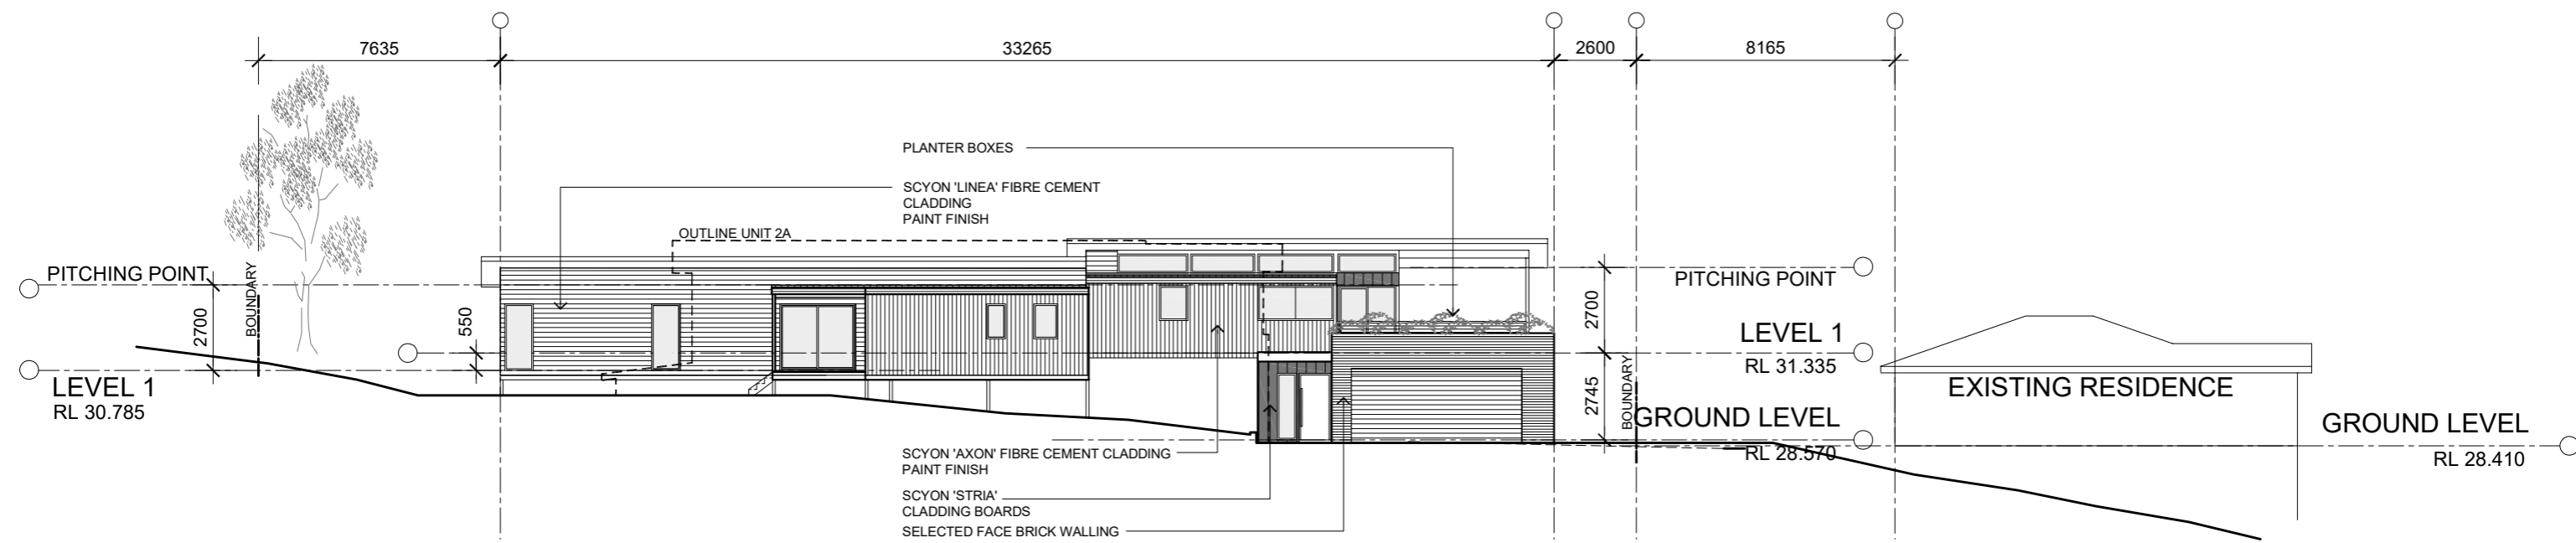 7635
33265
2600
8165
PLANTER BOXES
SCYON 'LINEA' FIBRE CEMENT
CLADDING
PAINT FINISH
OUTLINE UNIT 2A
PITCHING POINT
BOUNDARY
2700
550
LEVEL 1
RL 30.785
PITCHING POINT
2700
LEVEL 1
RL 31.335
2745
BOUNDARY
GROUND LEVEL
RL 28.570
EXISTING RESIDENCE
GROUND LEVEL
RL 28.410
SCYON 'AXON' FIBRE CEMENT CLADDING
PAINT FINISH
SCYON 'STRIA'
CLADDING BOARDS
SELECTED FACE BRICK WALLING